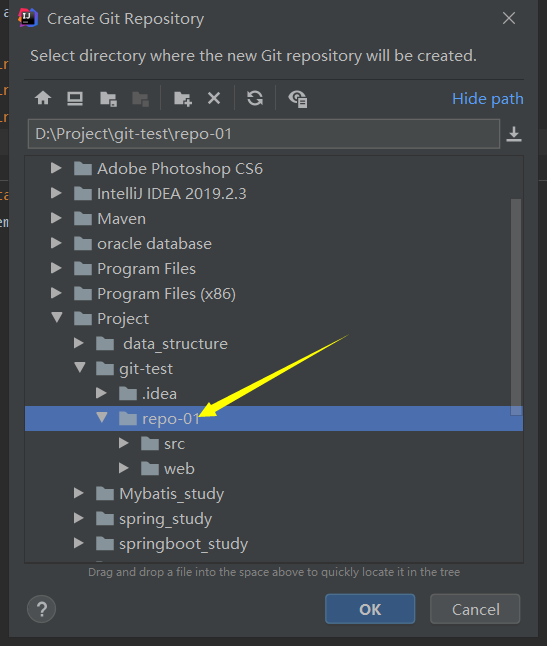 Create Git Repository
Select directory where the new Git repository will be created.
Hide path
D:\Project\git-test\repo-01
Adobe Photoshop CS6
IntelliJ IDEA 2019.2.3
Maven
oracle database
Program Files
Program Files (x86)
Project
data_structure
git-test
.idea
repo-01
src
web
Mybatis_study
spring_study
springboot_study
Drag and drop a file into the space above to quickly locate it in the tree
? OK Cancel